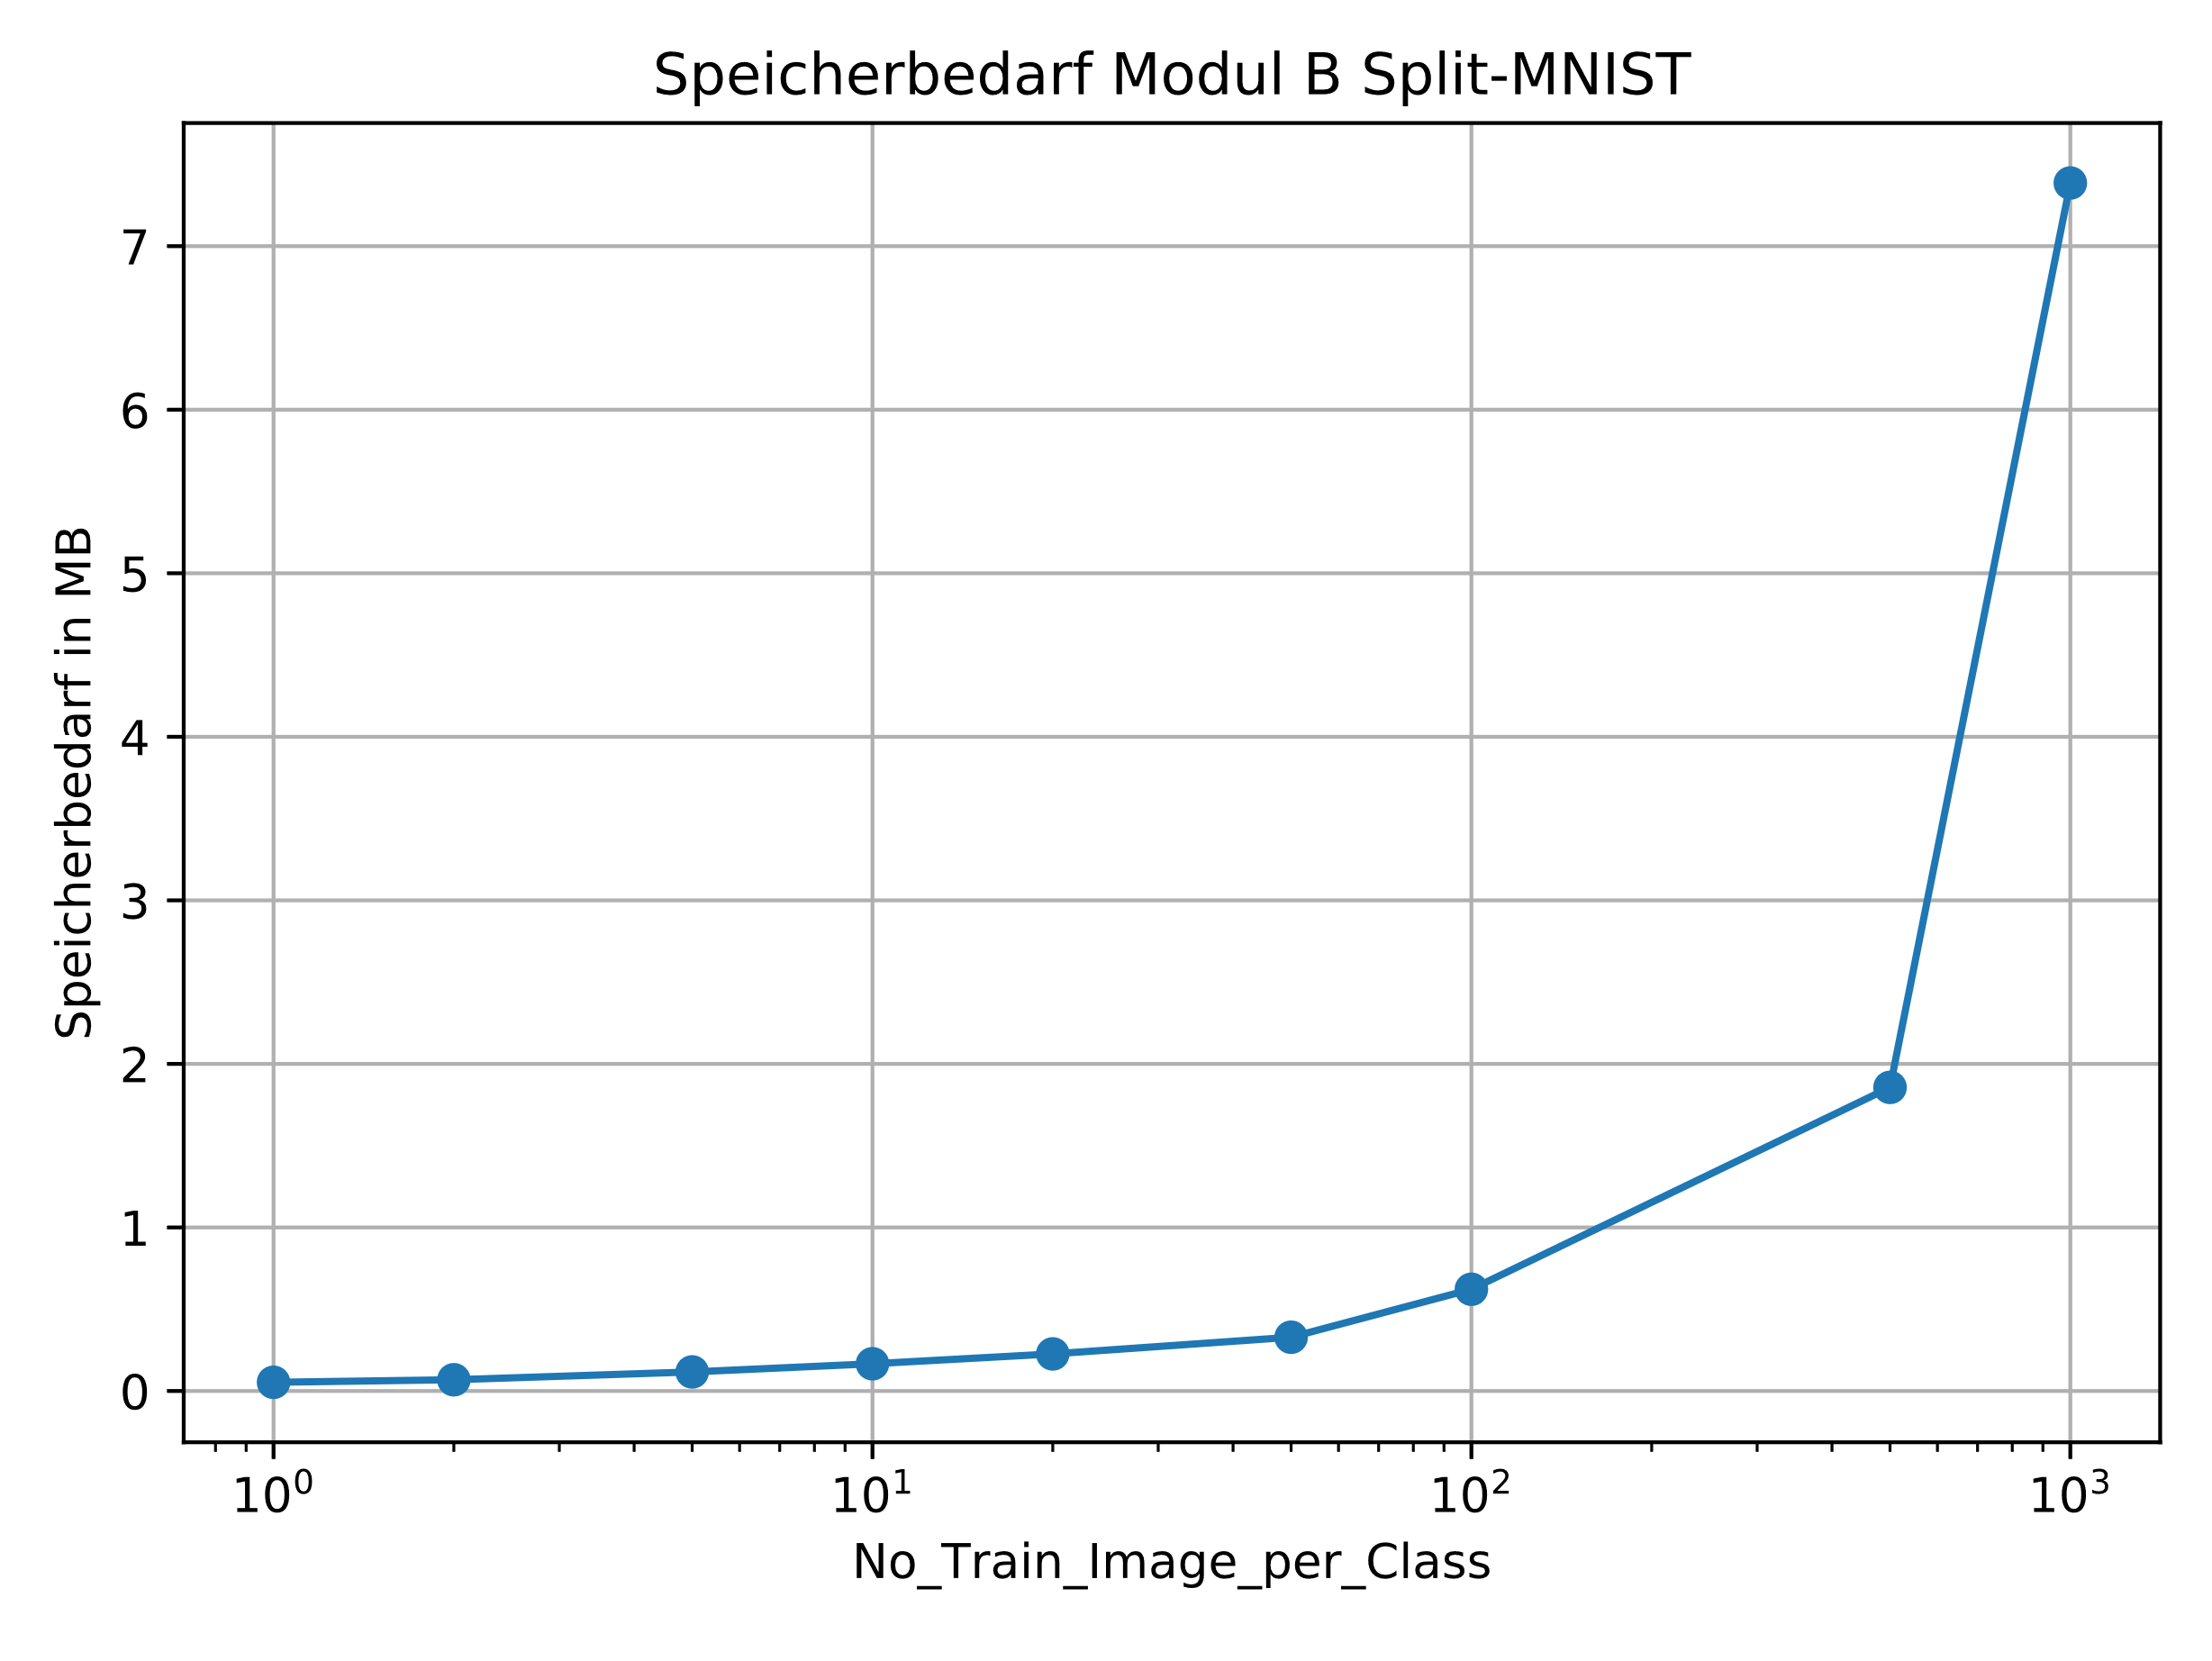 Speicherbedarf Modul B Split-MNIST
Speicherbedarf in MB
7
6
5
4
3
2
1
0
10⁰ 10¹ 10² 10³
No_Train_Image_per_Class